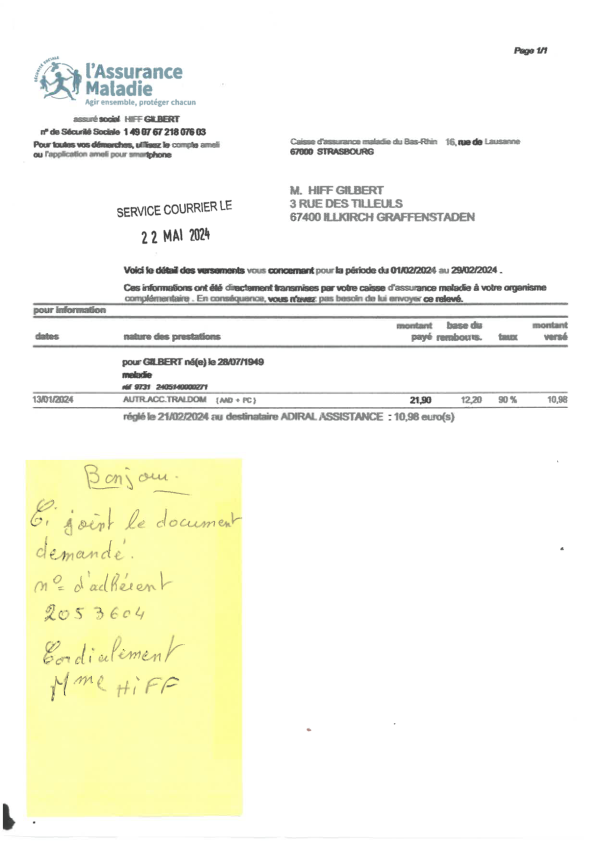 Page 1/1
SÉCURITÉ SOCIALE
l'Assurance
Maladie
Agir ensemble, protéger chacun
assuré social HIFF GILBERT
n° de Sécurité Sociale 1 49 07 67 218 076 03
Pour toutes vos démarches, utilisez le compte ameli
ou l'application ameli pour smartphone
Caisse d'assurance maladie du Bas-Rhin 16, rue de Lausanne
67000 STRASBOURG
M. HIFF GILBERT
3 RUE DES TILLEULS
67400 ILLKIRCH GRAFFENSTADEN
SERVICE COURRIER LE
22 MAI 2024
Voici le détail des versements vous concernant pour la période du 01/02/2024 au 29/02/2024 .
Ces informations ont été directement transmises par votre caisse d'assurance maladie à votre organisme
complémentaire . En conséquence, vous n'avez pas besoin de lui envoyer ce relevé.
pour information
dates nature des prestations montant payé base du rembours. taux montant versé
pour GILBERT né(e) le 28/07/1949
maladie
réf 9731 2405140000271
13/01/2024 AUTR.ACC.TRAI.DOM (AMO + PC) 21,90 12,20 90 % 10,98
réglé le 21/02/2024 au destinataire ADIRAL ASSISTANCE : 10,98 euro(s)
Bonjour.
Ci joint le document
demandé.
n° d'adhérent
2053604
Cordialement
Mme HIFF